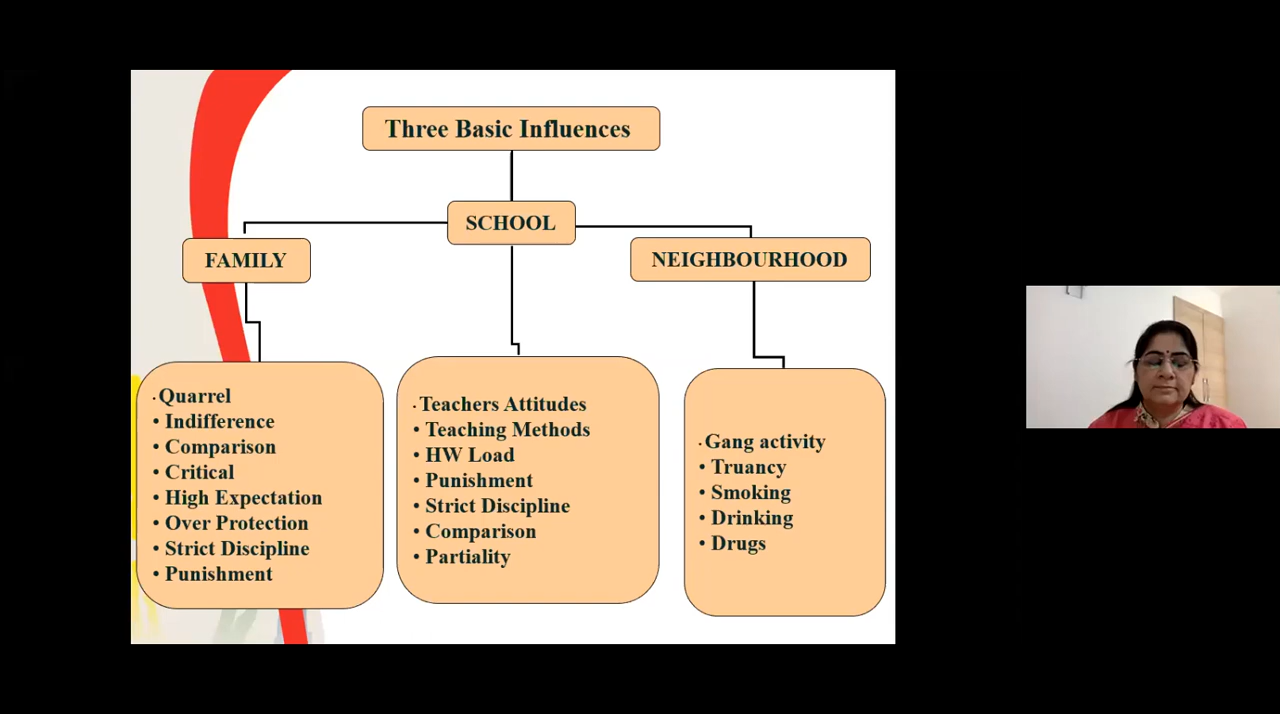 Three Basic Influences
SCHOOL
FAMILY
NEIGHBOURHOOD
·Quarrel
• Indifference
• Comparison
• Critical
• High Expectation
• Over Protection
• Strict Discipline
• Punishment
·Teachers Attitudes
• Teaching Methods
• HW Load
• Punishment
• Strict Discipline
• Comparison
• Partiality
·Gang activity
• Truancy
• Smoking
• Drinking
• Drugs